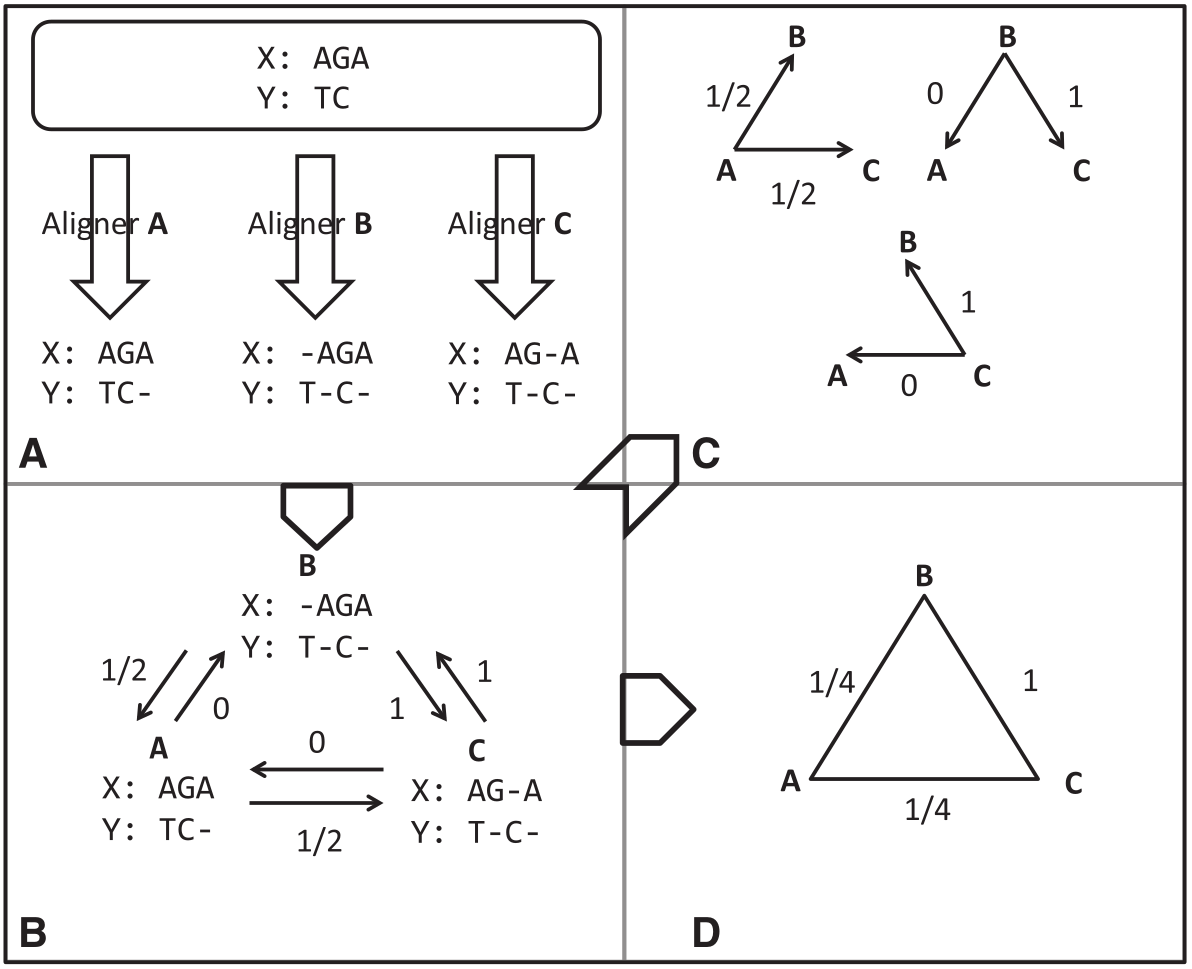 X: AGA
Y: TC
Aligner A
Aligner B
Aligner C
X: AGA
Y: TC-
X: -AGA
Y: T-C-
X: AG-A
Y: T-C-
A
B
1/2
A
C
1/2
B
0
1
A
C
B
1
A
0
C
C
B
X: -AGA
Y: T-C-
1/2
0
1
1
A
0
C
X: AGA
Y: TC-
X: AG-A
Y: T-C-
1/2
B
B
1/4
1
A
C
1/4
D